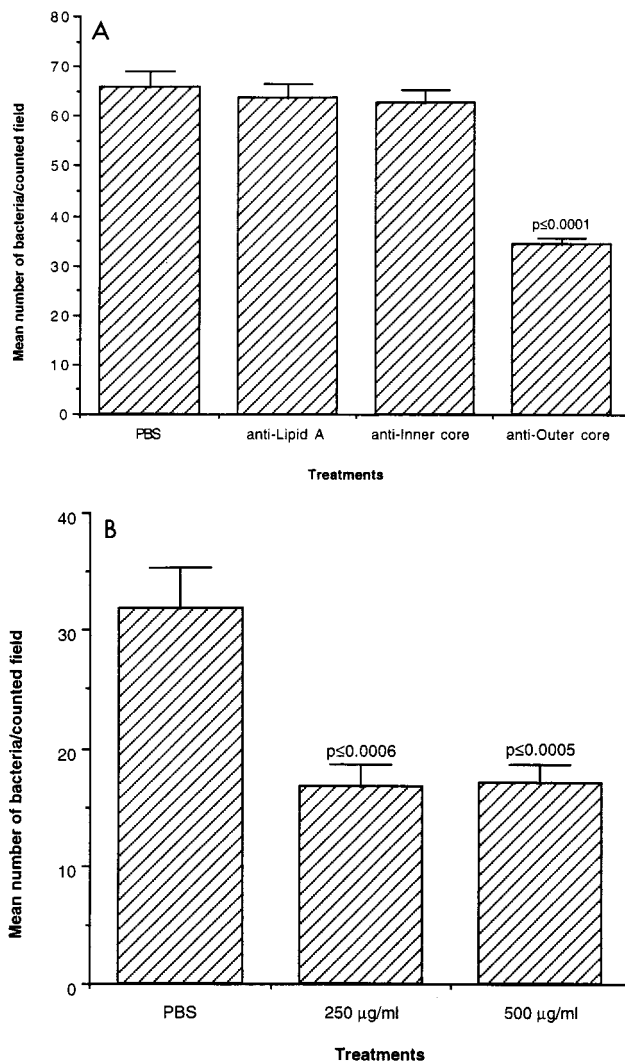 A
Mean number of bacteria/counted field
80
70
60
50
40
30
20
10
0
p≤0.0001
PBS
anti-Lipid A
anti-Inner core
anti-Outer core
Treatments
B
Mean number of bacteria/counted field
40
30
20
10
0
p≤0.0006
p≤0.0005
PBS
250 µg/ml
500 µg/ml
Treatments